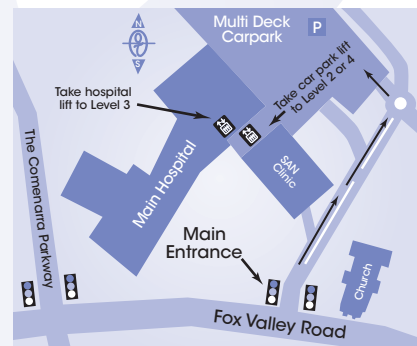 N
S
Multi Deck
Carpark
P
Take hospital
lift to Level 3
Take car park lift
to Level 2 or 4
The Comenarra Parkway
Main Hospital
SAN
Clinic
Main
Entrance
Church
Fox Valley Road